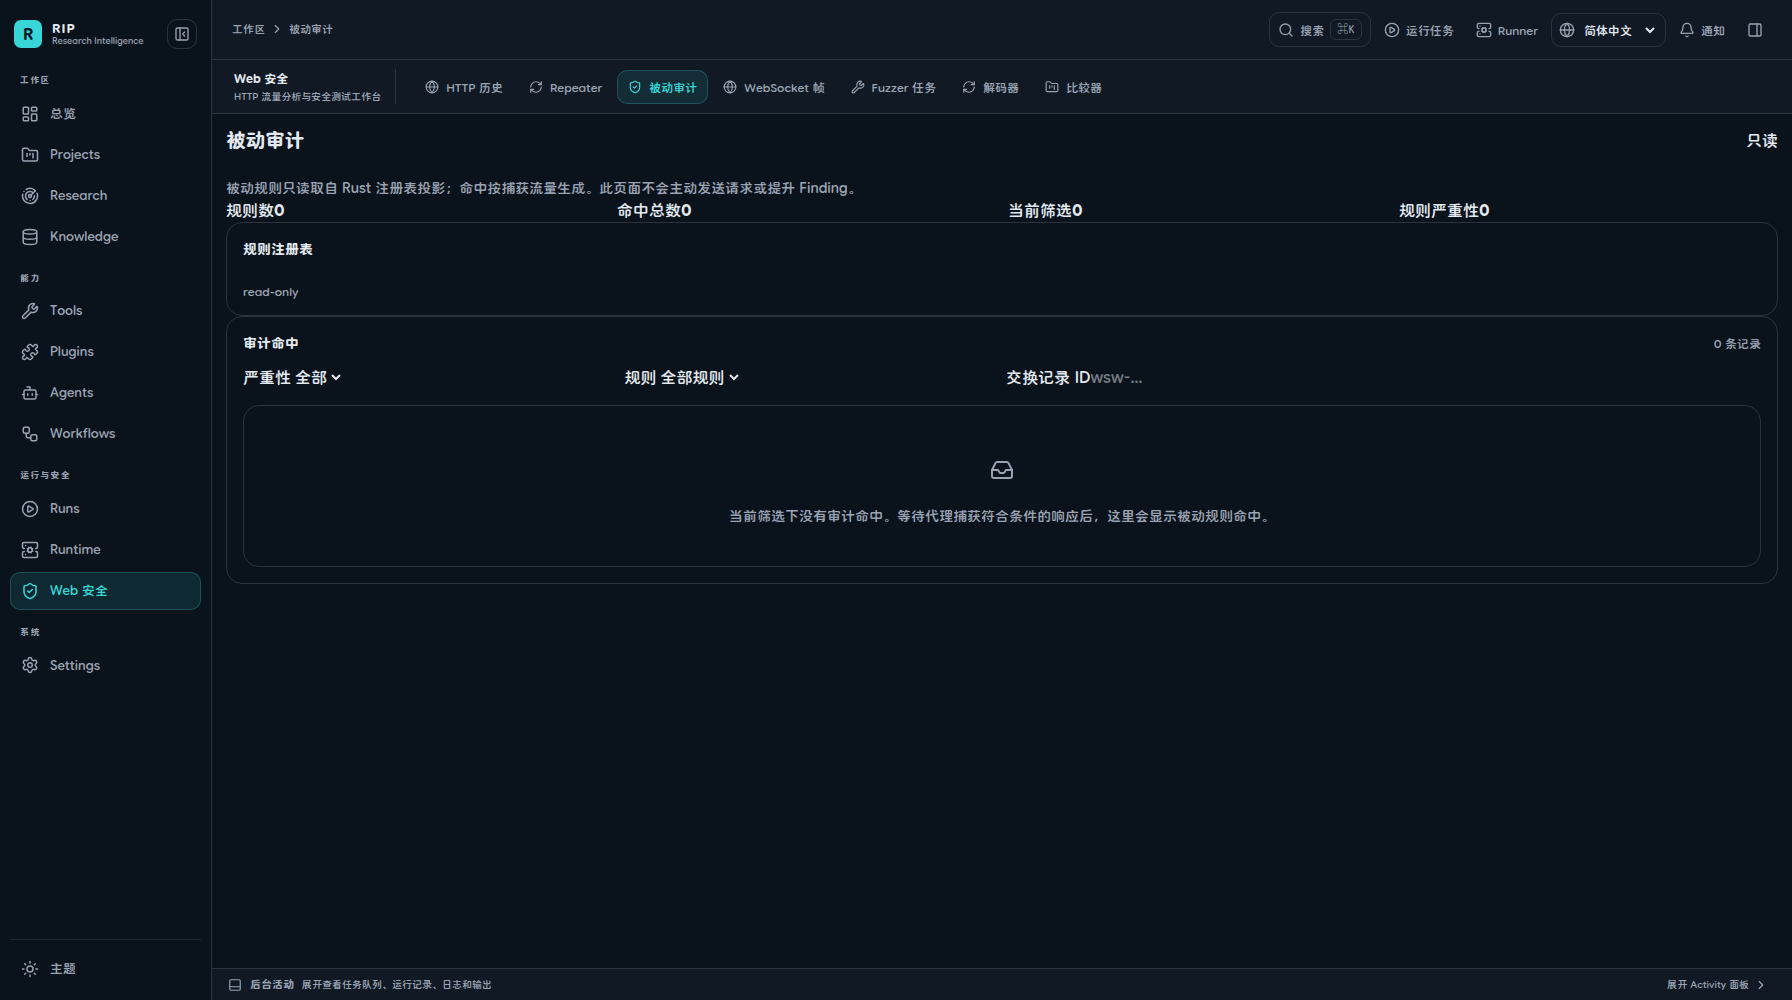 R
RIP
Research Intelligence
工作区
总览
Projects
Research
Knowledge
能力
Tools
Plugins
Agents
Workflows
运行与安全
Runs
Runtime
Web 安全
系统
Settings
主题
工作区 > 被动审计
搜索 ⌘K
运行任务
Runner
简体中文
通知
Web 安全
HTTP 流量分析与安全测试工作台
HTTP 历史
Repeater
被动审计
WebSocket 帧
Fuzzer 任务
解码器
比较器
被动审计
只读
被动规则只读取自 Rust 注册表投影；命中按捕获流量生成。此页面不会主动发送请求或提升 Finding。
规则数0
命中总数0
当前筛选0
规则严重性0
规则注册表
read-only
审计命中
0 条记录
严重性 全部
规则 全部规则
交换记录 IDwsw-...
当前筛选下没有审计命中。等待代理捕获符合条件的响应后，这里会显示被动规则命中。
后台活动 展开查看任务队列、运行记录、日志和输出
展开 Activity 面板